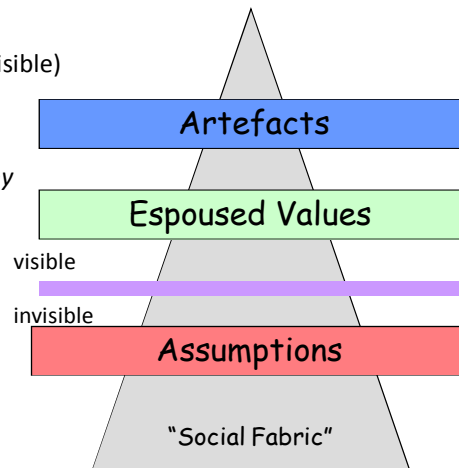 isible)
Artefacts
y
Espoused Values
visible
invisible
Assumptions
“Social Fabric”